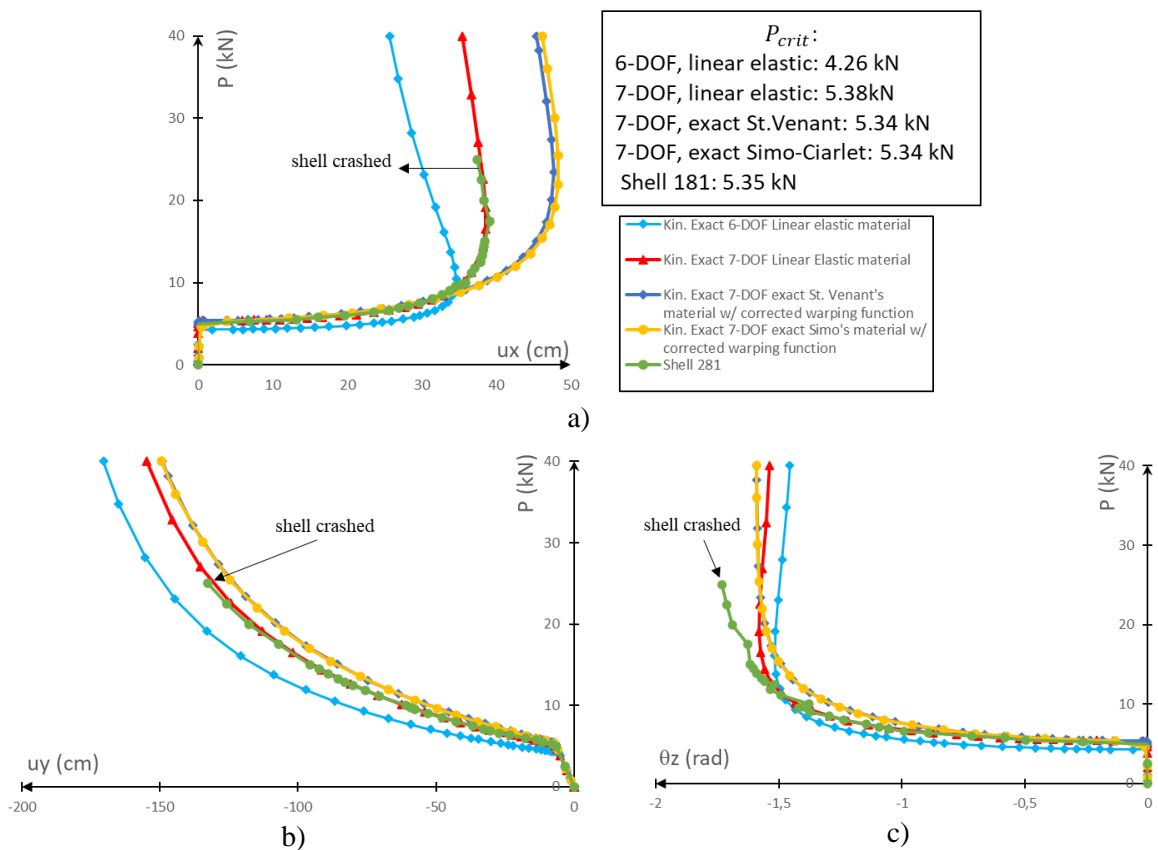 P (kN)
40
30
20
10
0
shell crashed
ux (cm)
0
10
20
30
40
50
a)
P_crit:
6-DOF, linear elastic: 4.26 kN
7-DOF, linear elastic: 5.38kN
7-DOF, exact St.Venant: 5.34 kN
7-DOF, exact Simo-Ciarlet: 5.34 kN
Shell 181: 5.35 kN
Kin. Exact 6-DOF Linear elastic material
Kin. Exact 7-DOF Linear Elastic material
Kin. Exact 7-DOF exact St. Venant's
material w/ corrected warping function
Kin. Exact 7-DOF exact Simo's material w/
corrected warping function
Shell 281
P (kN)
40
30
20
10
0
shell crashed
uy (cm)
-200
-150
-100
-50
0
b)
P (kN)
40
30
20
10
0
shell crashed
θz (rad)
-2
-1,5
-1
-0,5
0
c)